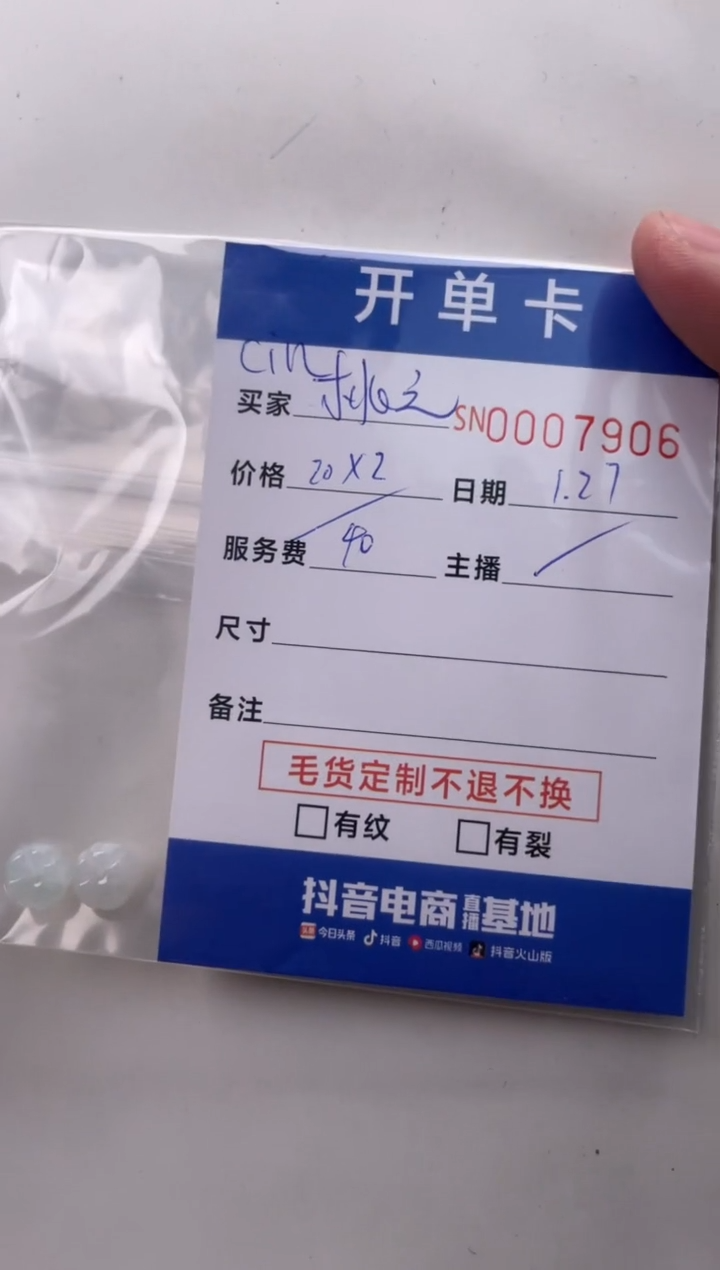 开单卡
cin
买家 桃之 SN0007906
价格 20X2 日期 1.27
服务费 40 主播 /
尺寸
备注
毛货定制不退不换
□有纹 □有裂
抖音电商直播基地
今日头条 抖音 西瓜视频 抖音火山版